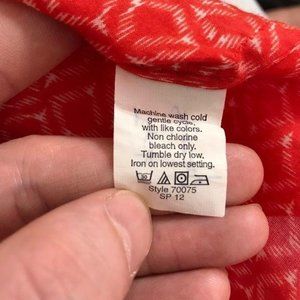 Machine wash cold
gentle cycle,
with like colors.
Non chlorine
bleach only.
Tumble dry low.
Iron on lowest setting.
Style 70075
SP 12